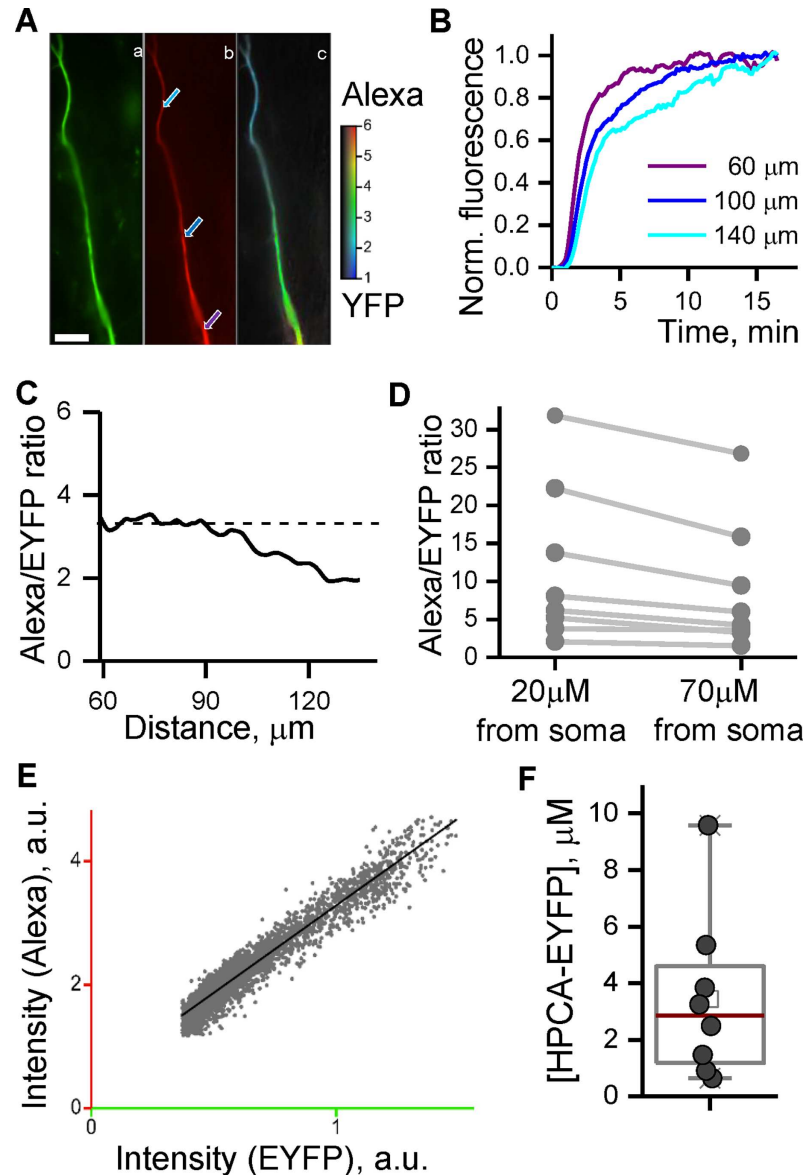 A
a
b
c
Alexa
6
5
4
3
2
1
YFP
B
Norm. fluorescence
1.0
0.8
0.6
0.4
0.2
0.0
60 μm
100 μm
140 μm
0 5 10 15
Time, min
C
Alexa/EYFP ratio
6
4
2
0
60 90 120
Distance, μm
D
Alexa/EYFP ratio
30
25
20
15
10
5
0
20μM 70μM
from soma from soma
E
Intensity (Alexa), a.u.
4
2
0
0 1
Intensity (EYFP), a.u.
F
[HPCA-EYFP], μM
10
8
6
4
2
0